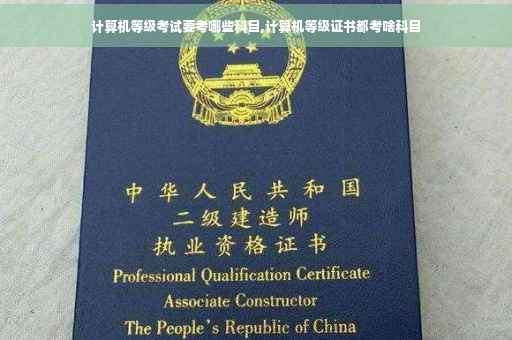 计算机等级考试要考哪些科目,计算机等级证书都考啥科目
中华人民共和国
二级建造师
执业资格证书
Professional Qualification Certificate
Associate Constructor
The People's Republic of China